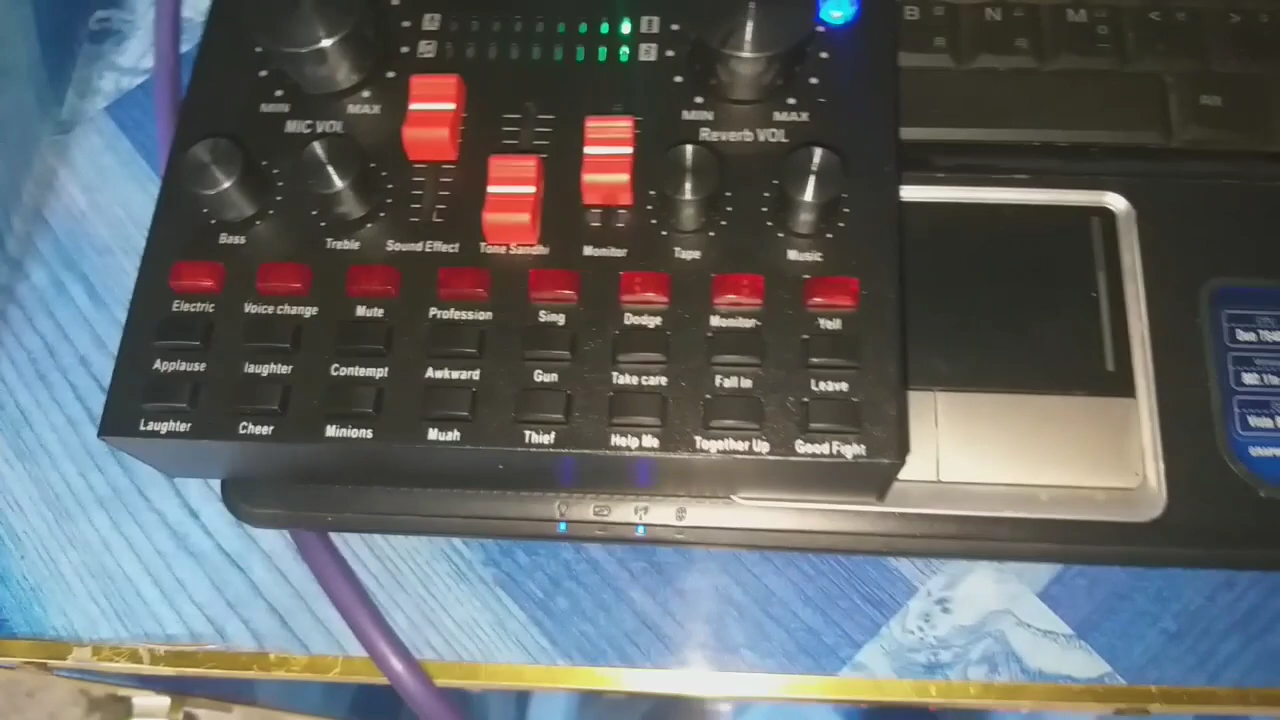 B N M < >
Alt
MIN MAX MIN MAX
MIC VOL Reverb VOL
Bass Treble Sound Effect Tone Sandhi Monitor Tape Music
Electric Voice change Mute Profession Sing Dodge Monitor Yell
Applause laughter Contempt Awkward Gun Take care Fall In Leave
Laughter Cheer Minions Muah Thief Help Me Together Up Good Fight